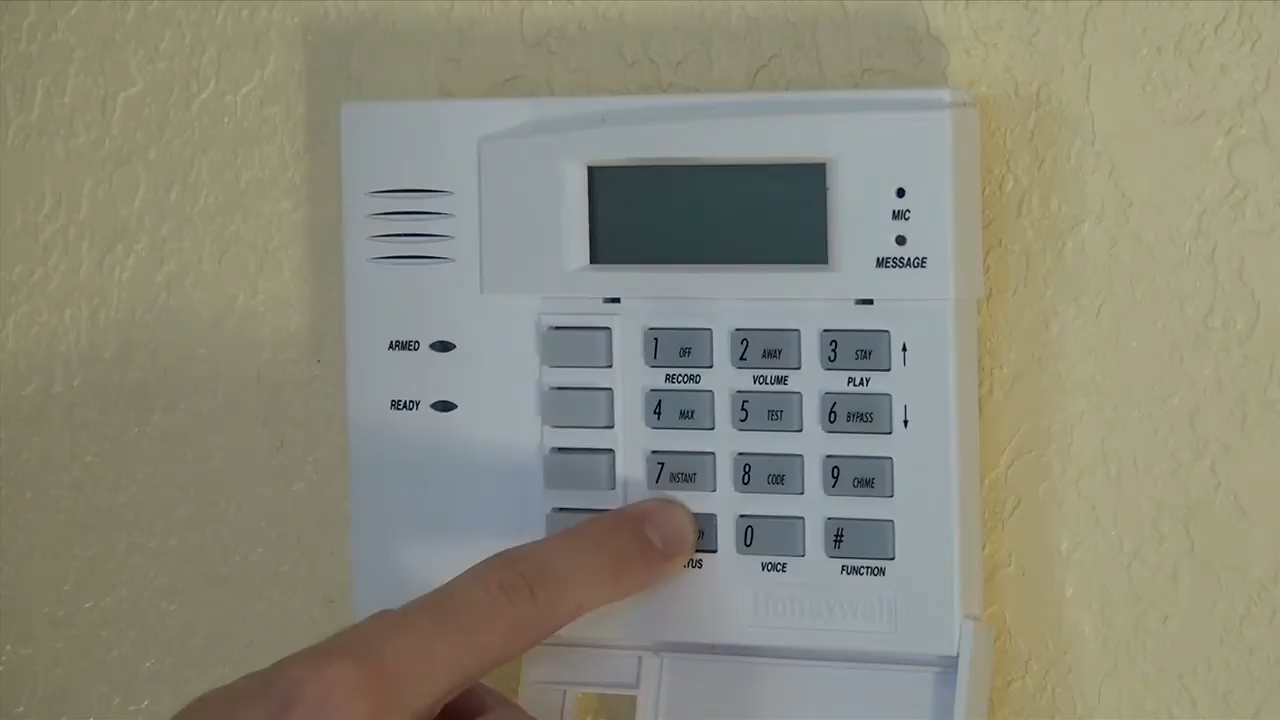 MIC
MESSAGE
ARMED
READY
1 OFF
2 AWAY
3 STAY ↑
RECORD
VOLUME
PLAY
4 MAX
5 TEST
6 BYPASS ↓
7 INSTANT
8 CODE
9 CHIME
0
#
VOICE
FUNCTION
Honeywell